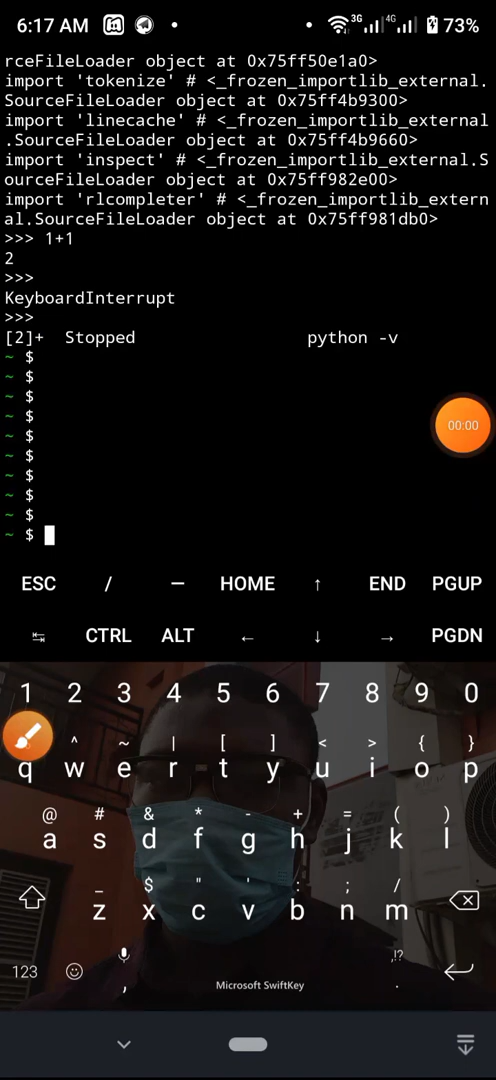 6:17 AM
3G
4G
73%
rceFileLoader object at 0x75ff50e1a0>
import 'tokenize' # <_frozen_importlib_external.
SourceFileLoader object at 0x75ff4b9300>
import 'linecache' # <_frozen_importlib_external
.SourceFileLoader object at 0x75ff4b9660>
import 'inspect' # <_frozen_importlib_external.S
ourceFileLoader object at 0x75ff982e00>
import 'rlcompleter' # <_frozen_importlib_extern
al.SourceFileLoader object at 0x75ff981db0>
>>> 1+1
2
>>>
KeyboardInterrupt
>>>
[2]+ Stopped python -v
~ $
~ $
~ $
~ $
~ $
~ $
~ $
~ $
~ $
~ $
00:00
ESC / — HOME ↑ END PGUP
↹ CTRL ALT ← ↓ → PGDN
1 2 3 4 5 6 7 8 9 0
^ ~ | [ ] < > { }
q w e r t y u i o p
@ # & * - + = ( )
a s d f g h j k l
_ $ " ' : ; /
z x c v b n m
,!?
123 , Microsoft SwiftKey .